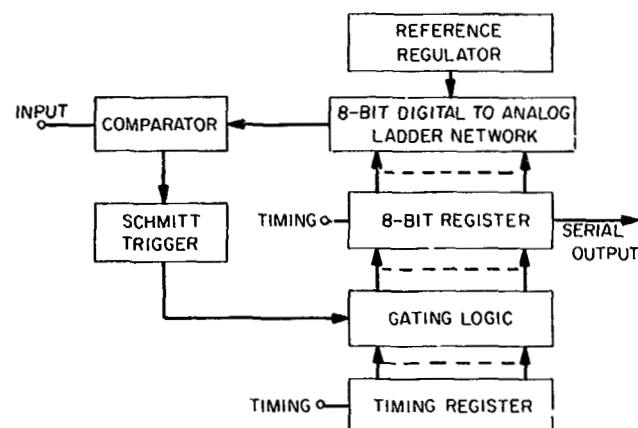 REFERENCE
REGULATOR
INPUT
COMPARATOR
8-BIT DIGITAL TO ANALOG
LADDER NETWORK
SCHMITT
TRIGGER
TIMING
8-BIT REGISTER
SERIAL
OUTPUT
GATING LOGIC
TIMING
TIMING REGISTER